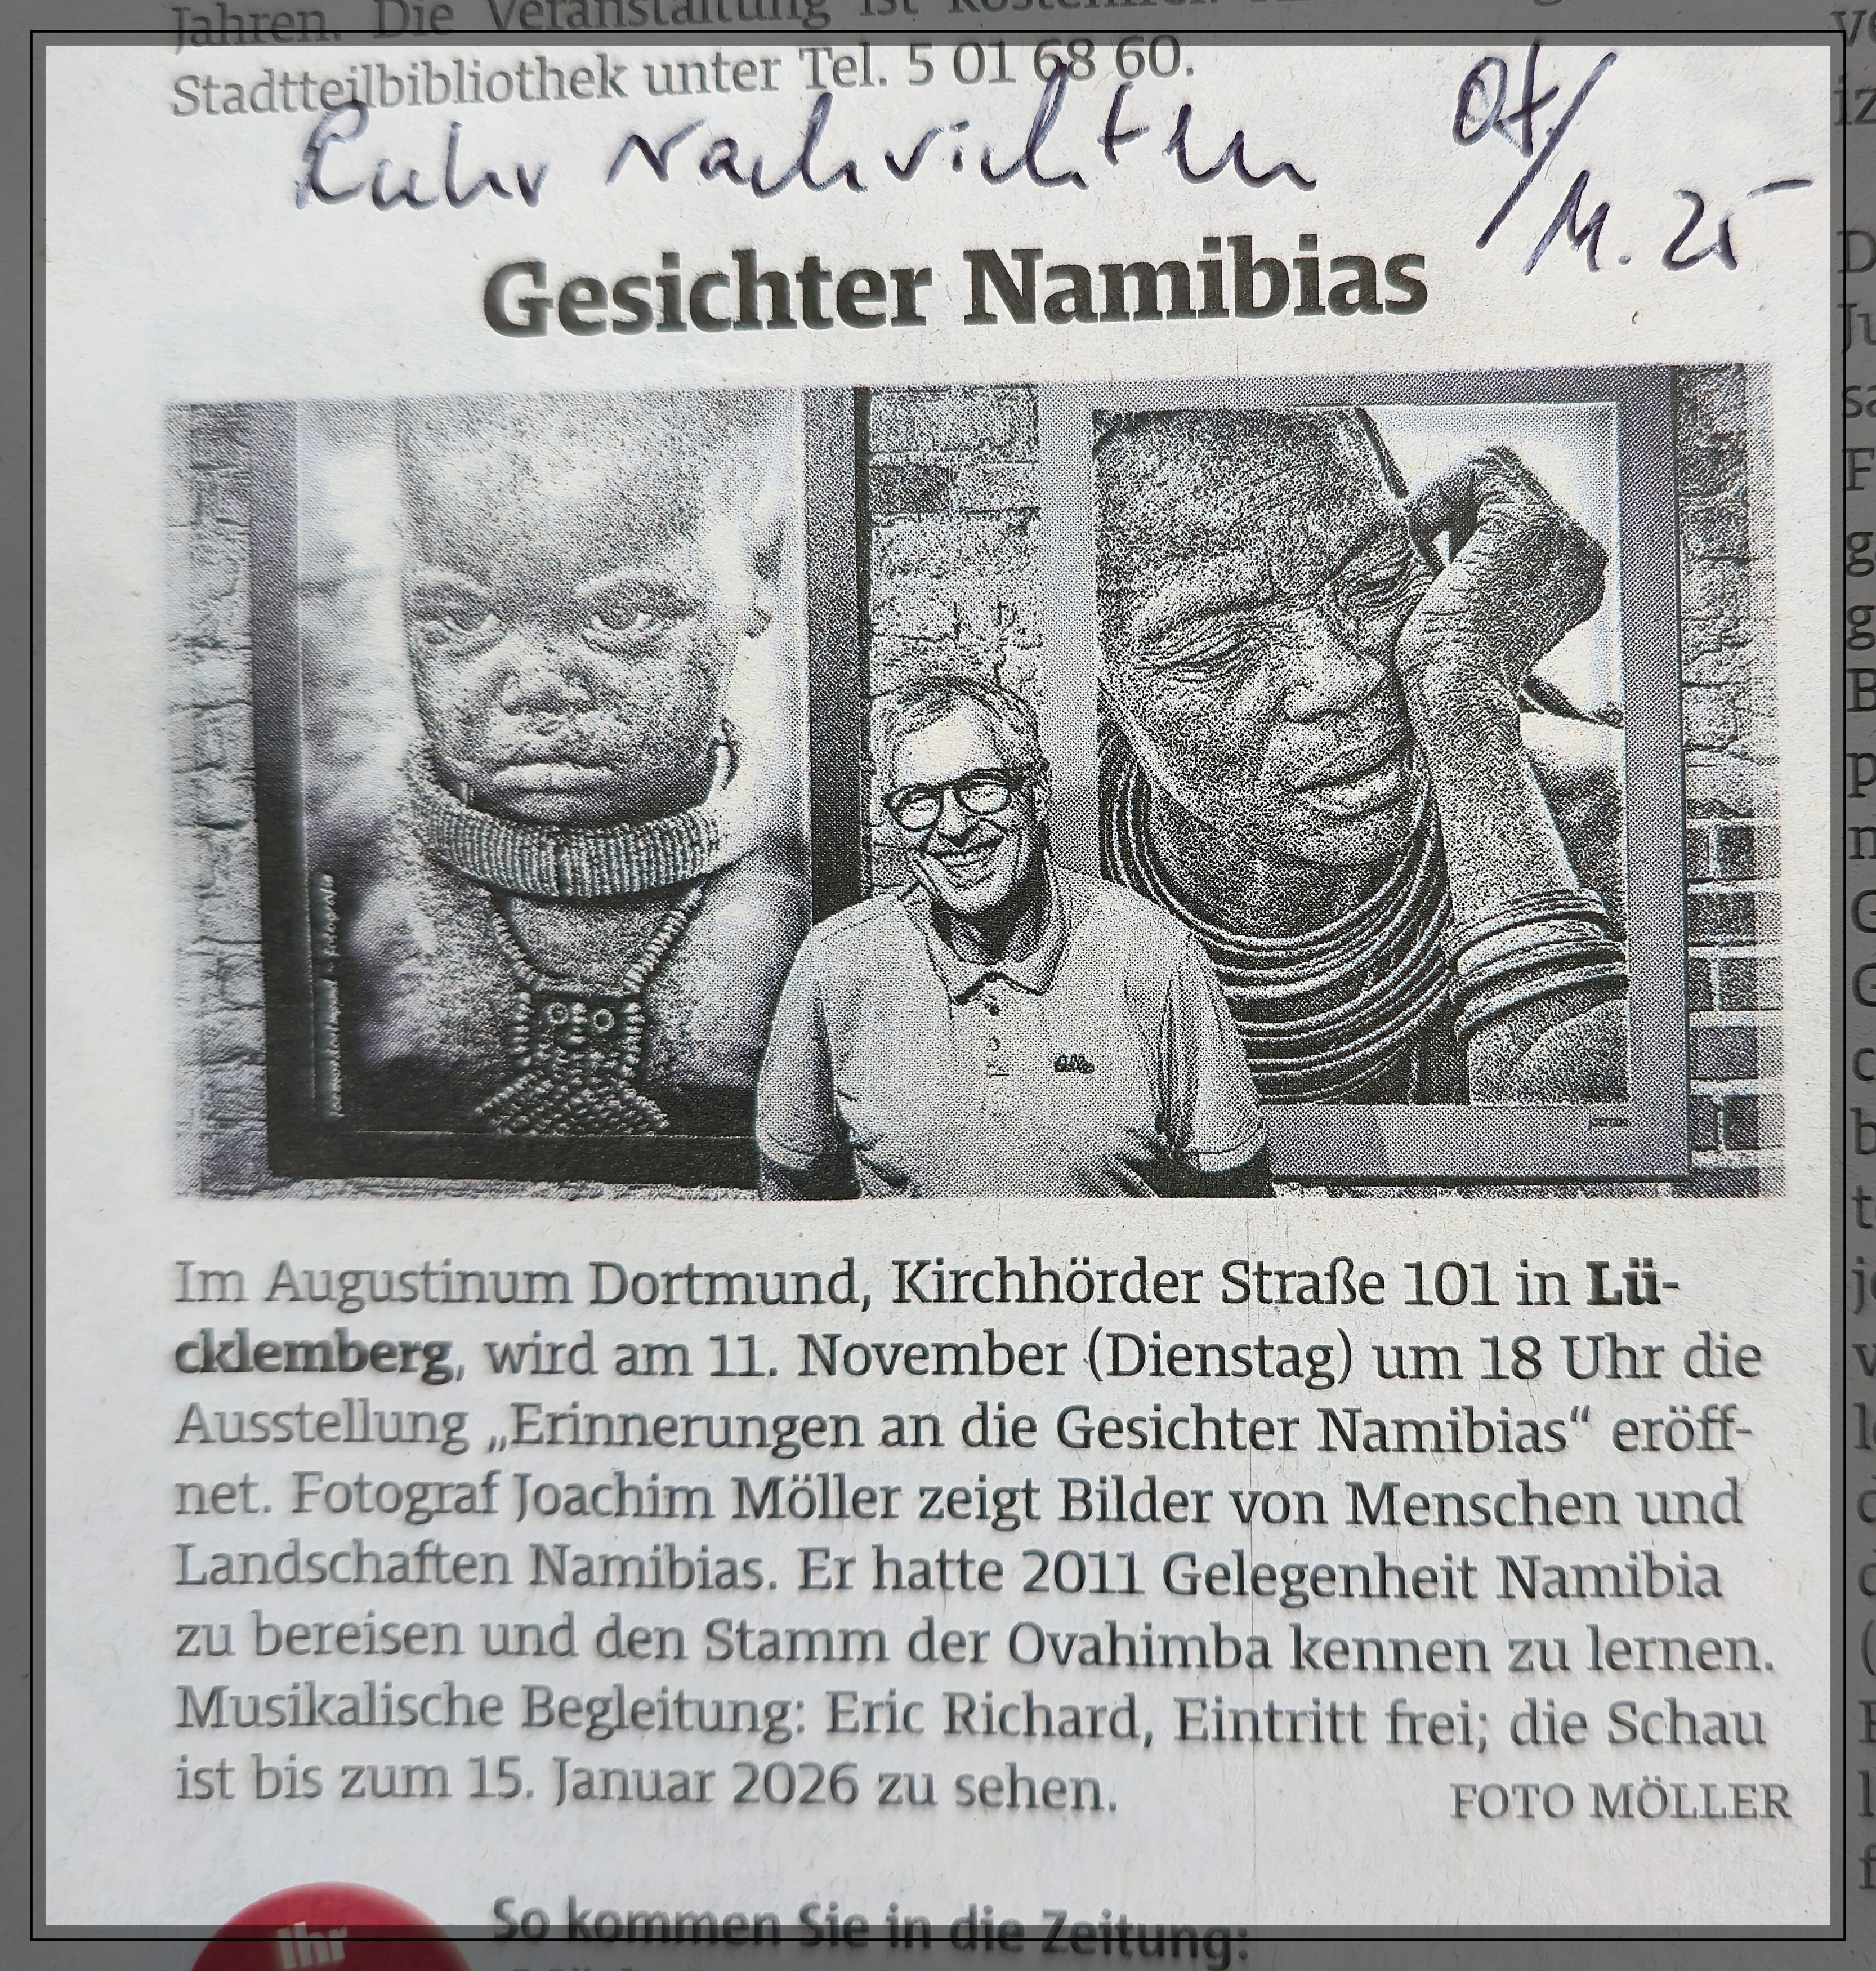 Jahren. Die Veranstaltung ist kostenfrei.
Stadtteilbibliothek unter Tel. 5 01 68 60.
Ruhr Nachrichten 07/11.25
Gesichter Namibias
Im Augustinum Dortmund, Kirchhörder Straße 101 in Lü-
cklemberg, wird am 11. November (Dienstag) um 18 Uhr die
Ausstellung „Erinnerungen an die Gesichter Namibias“ eröff-
net. Fotograf Joachim Möller zeigt Bilder von Menschen und
Landschaften Namibias. Er hatte 2011 Gelegenheit Namibia
zu bereisen und den Stamm der Ovahimba kennen zu lernen.
Musikalische Begleitung: Eric Richard, Eintritt frei; die Schau
ist bis zum 15. Januar 2026 zu sehen.
FOTO MÖLLER
Ihr
So kommen Sie in die Zeitung: